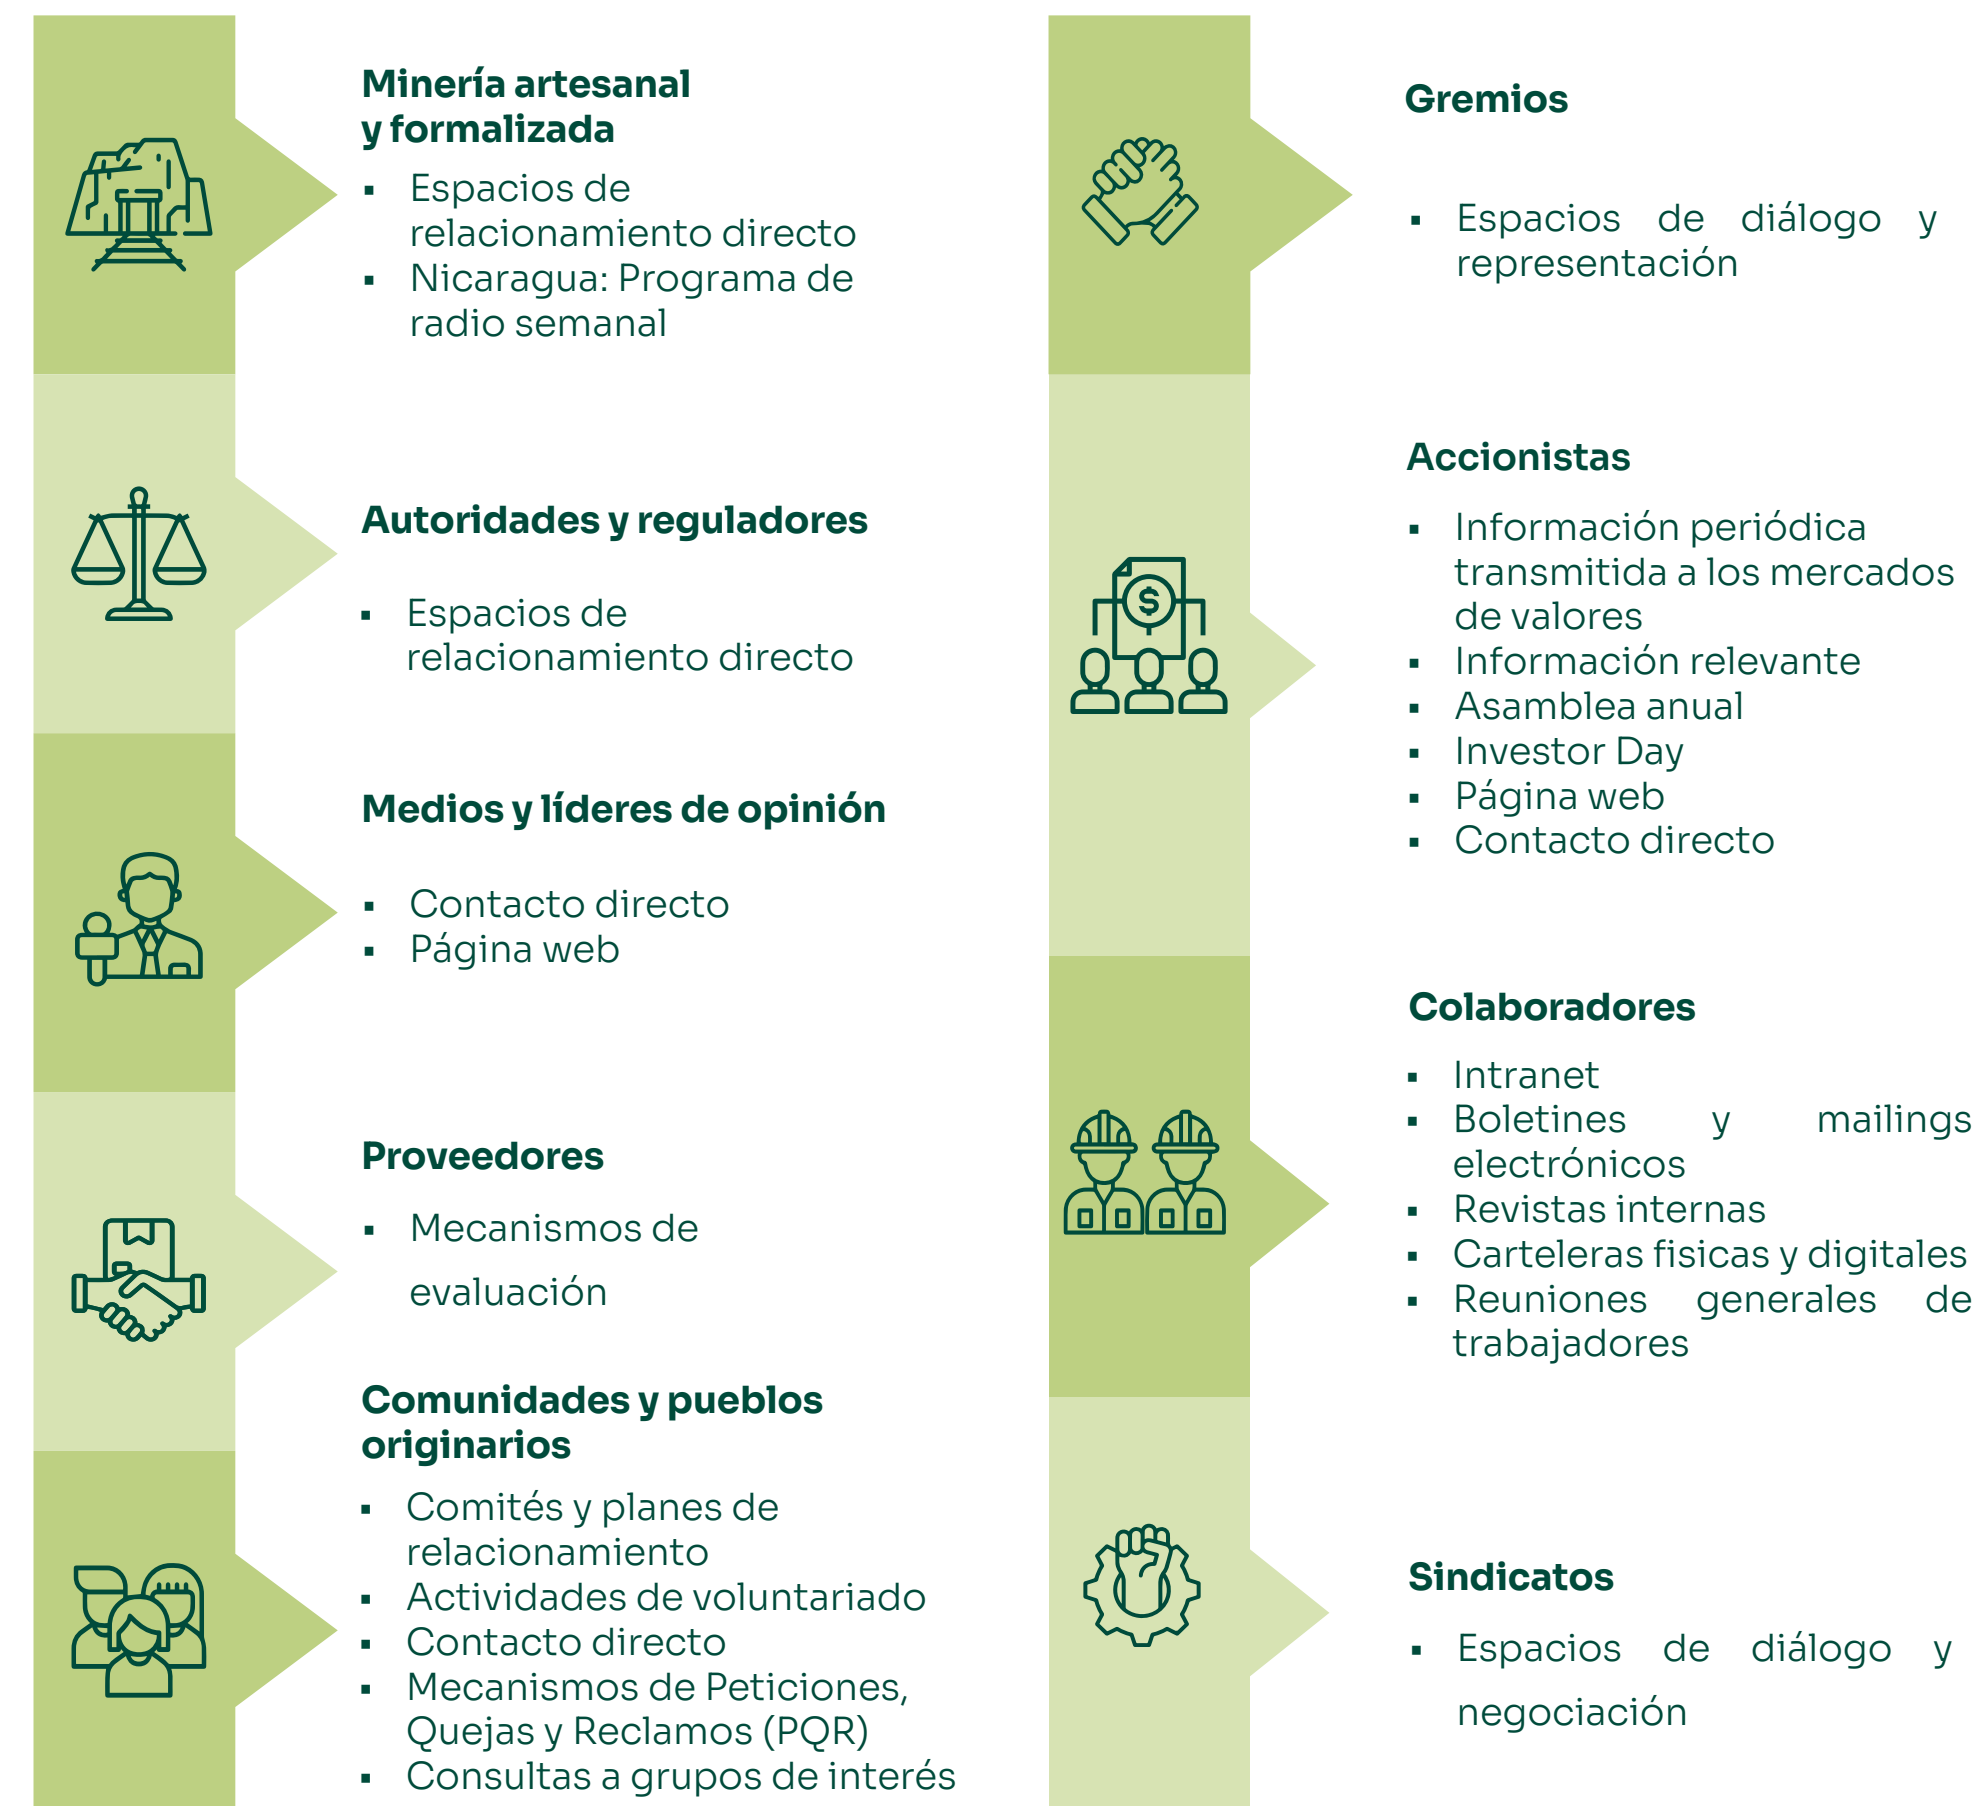 Minería artesanal
y formalizada
▪ Espacios de
relacionamiento directo
▪ Nicaragua: Programa de
radio semanal
Autoridades y reguladores
▪ Espacios de
relacionamiento directo
Medios y líderes de opinión
▪ Contacto directo
▪ Página web
Proveedores
▪ Mecanismos de
evaluación
Comunidades y pueblos
originarios
▪ Comités y planes de
relacionamiento
▪ Actividades de voluntariado
▪ Contacto directo
▪ Mecanismos de Peticiones,
Quejas y Reclamos (PQR)
▪ Consultas a grupos de interés
Gremios
▪ Espacios de diálogo y
representación
Accionistas
▪ Información periódica
transmitida a los mercados
de valores
▪ Información relevante
▪ Asamblea anual
▪ Investor Day
▪ Página web
▪ Contacto directo
$
Colaboradores
▪ Intranet
▪ Boletines y mailings
electrónicos
▪ Revistas internas
▪ Carteleras fisicas y digitales
▪ Reuniones generales de
trabajadores
Sindicatos
▪ Espacios de diálogo y
negociación